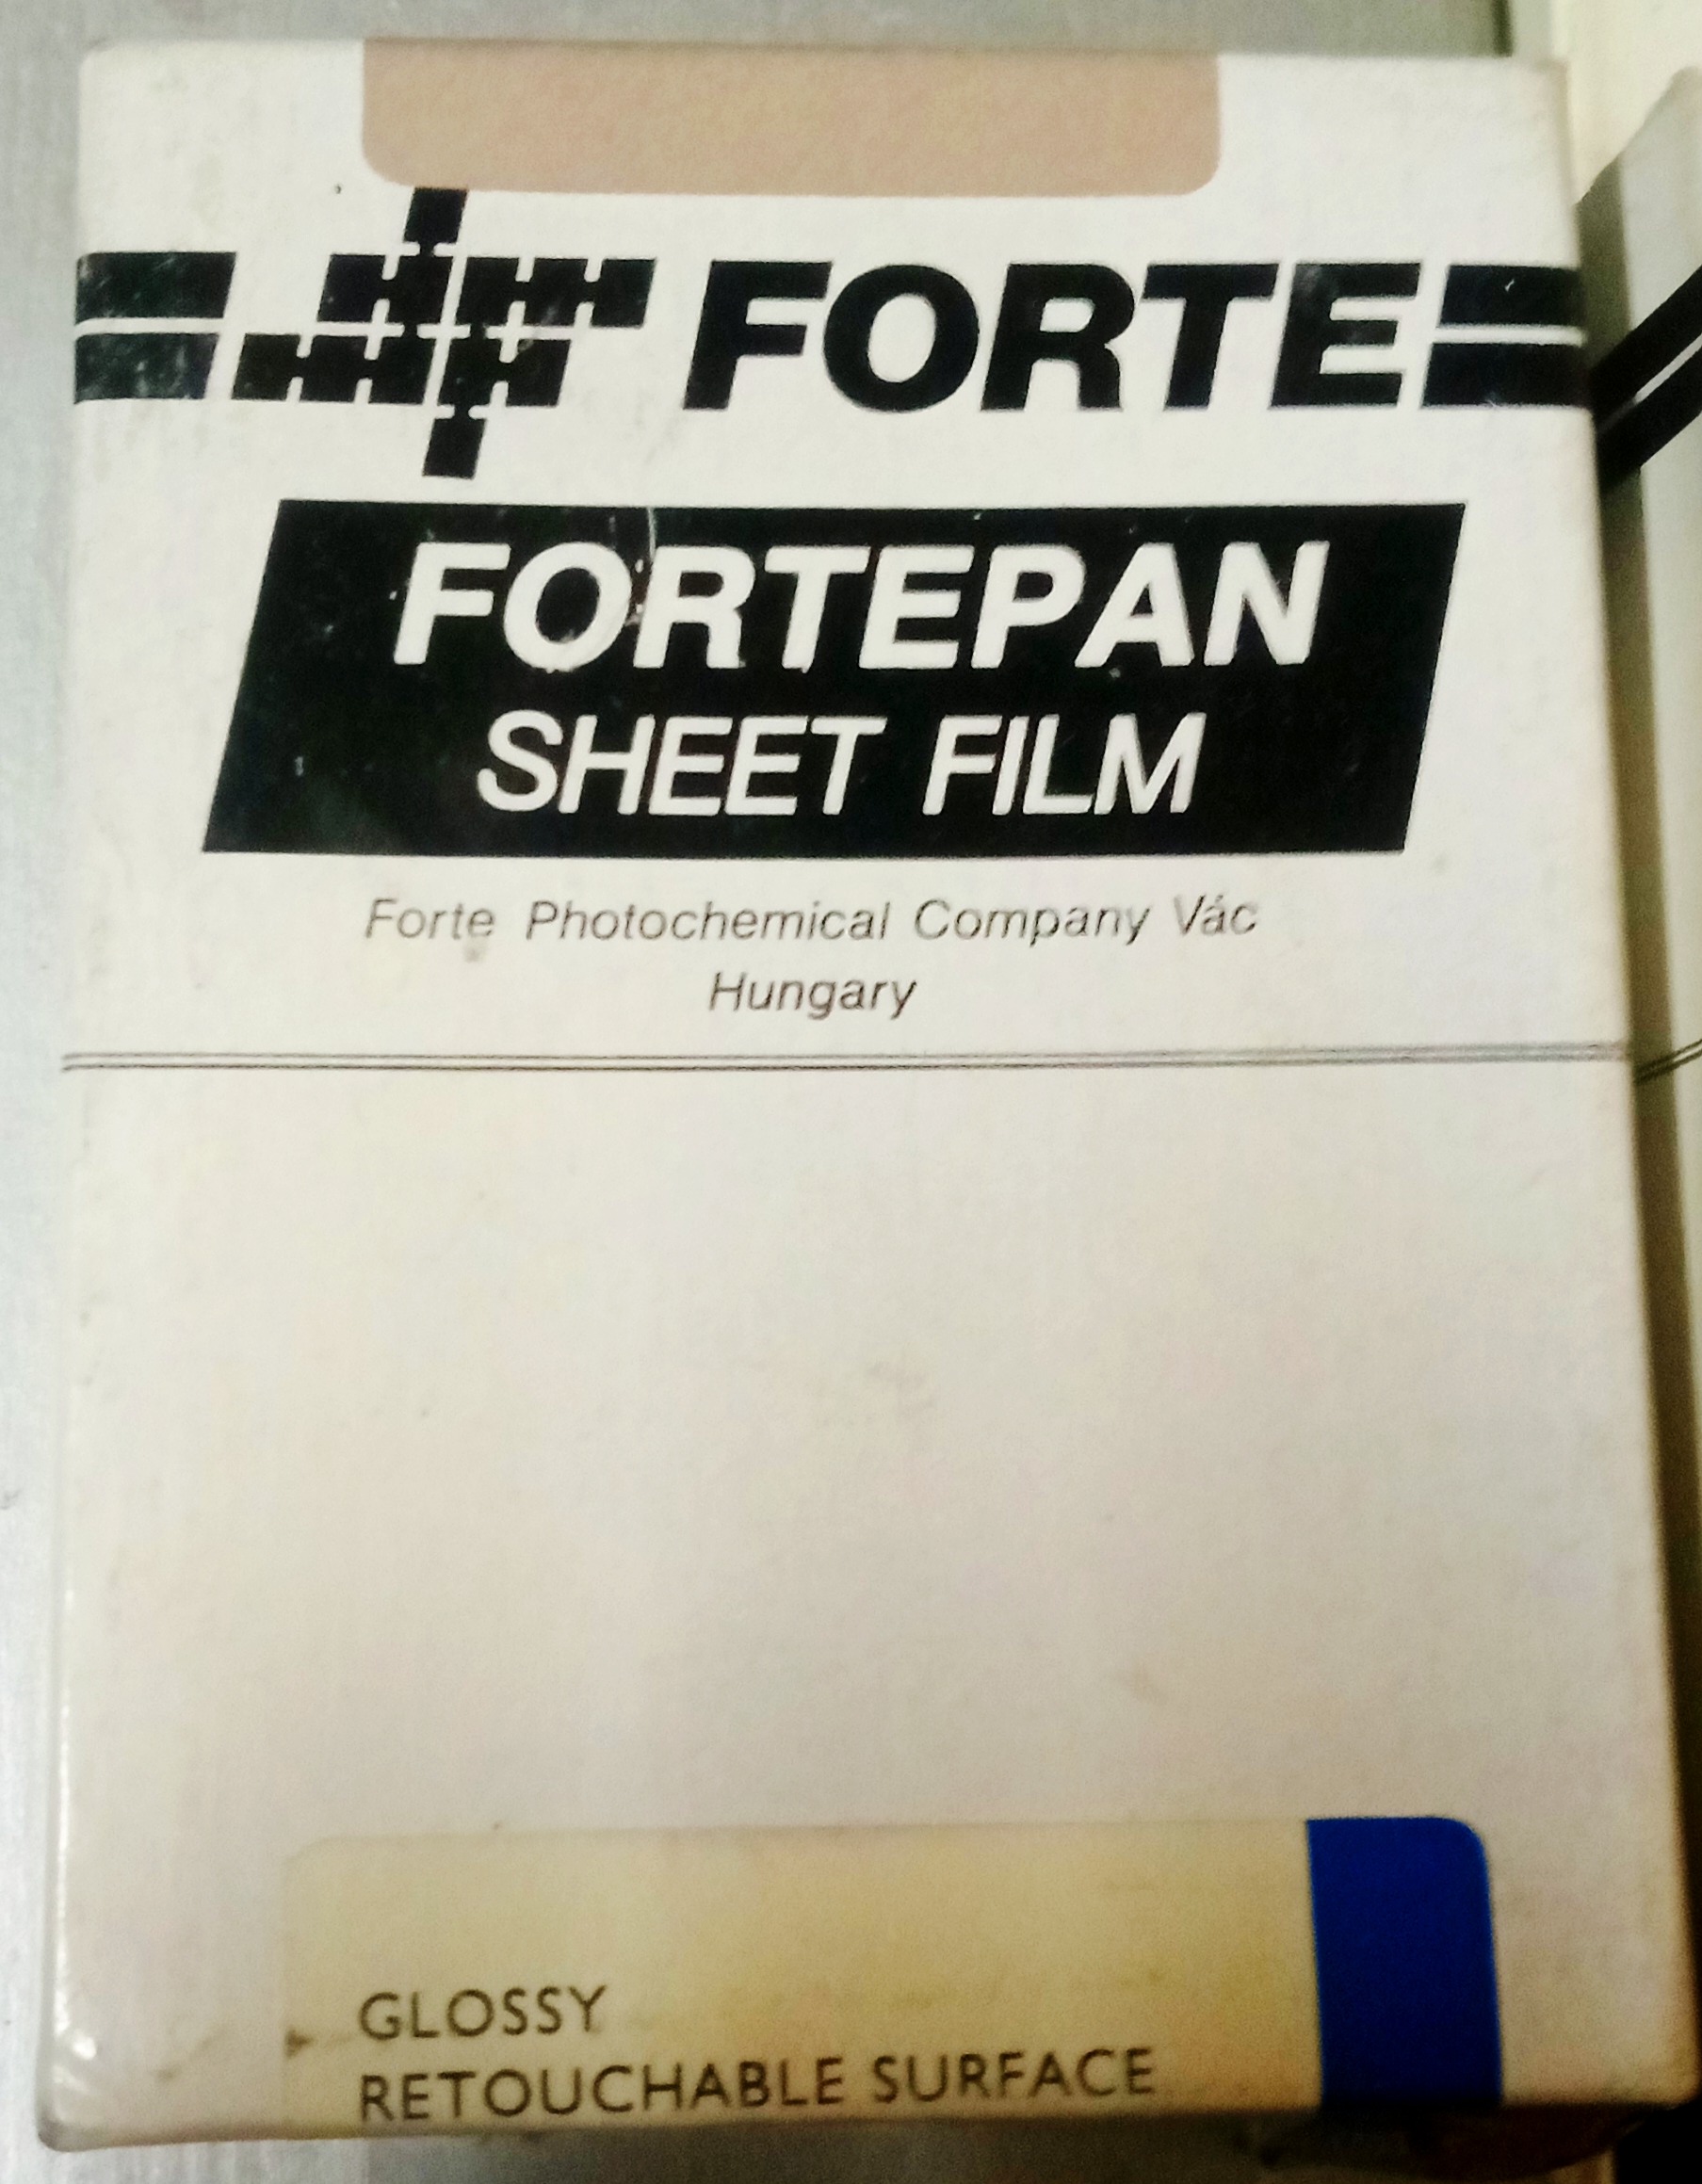 FORTE
FORTEPAN
SHEET FILM
Forte Photochemical Company Vác
Hungary
GLOSSY
RETOUCHABLE SURFACE